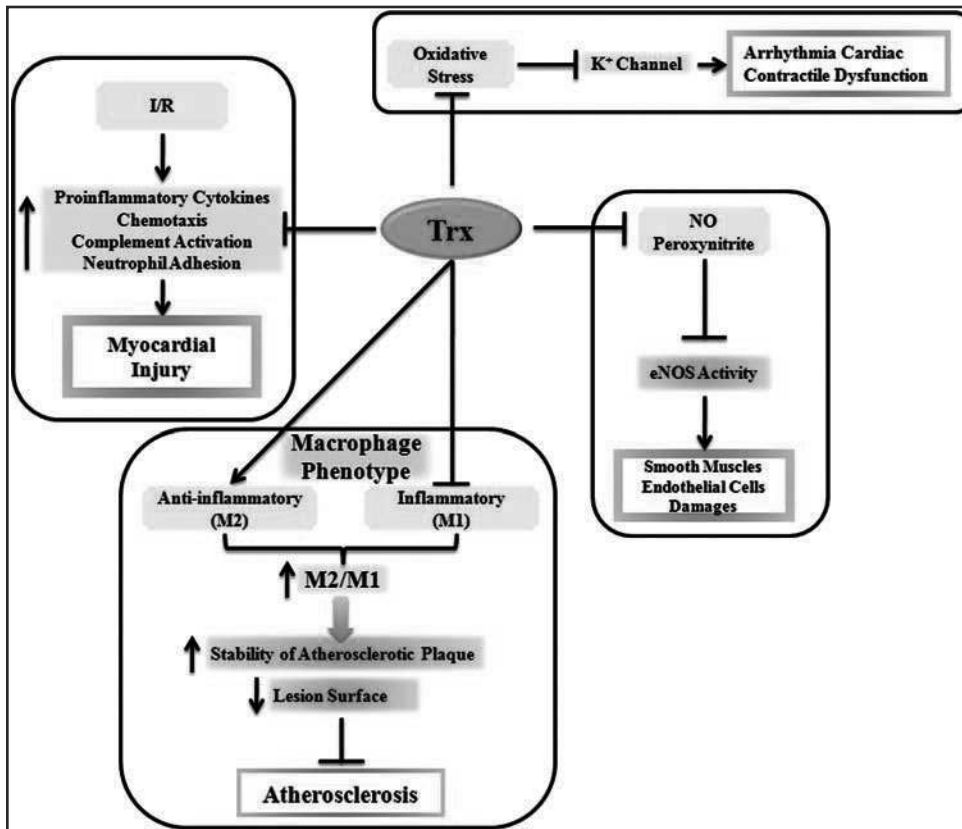 Oxidative
Stress
K+ Channel
Arrhythmia Cardiac
Contractile Dysfunction
I/R
Proinflammatory Cytokines
Chemotaxis
Complement Activation
Neutrophil Adhesion
Myocardial
Injury
Trx
NO
Peroxynitrite
eNOS Activity
Smooth Muscles
Endothelial Cells
Damages
Macrophage
Phenotype
Anti-inflammatory
(M2)
Inflammatory
(M1)
M2/M1
Stability of Atherosclerotic Plaque
Lesion Surface
Atherosclerosis